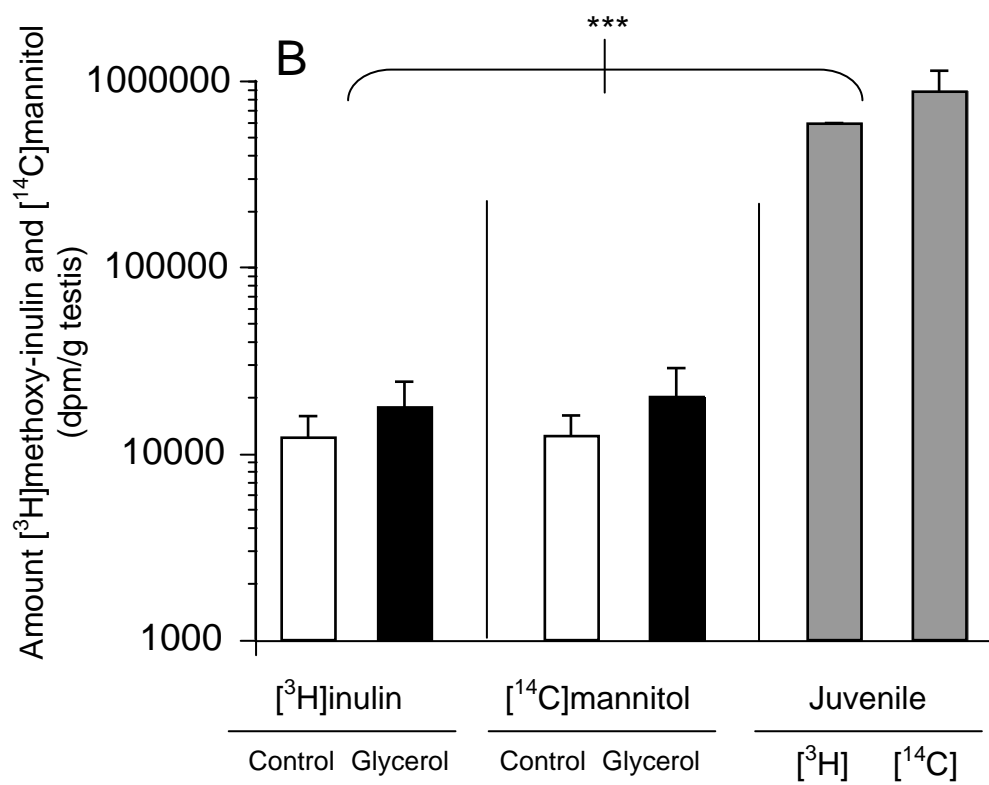 ***
B
Amount [³H]methoxy-inulin and [¹⁴C]mannitol
(dpm/g testis)
1000000
100000
10000
1000
[³H]inulin [¹⁴C]mannitol Juvenile
Control Glycerol Control Glycerol [³H] [¹⁴C]